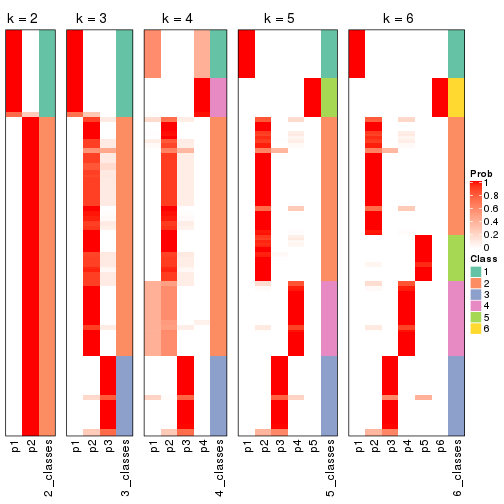 k = 2
k = 3
k = 4
k = 5
k = 6
Prob
1
0.8
0.6
0.4
0.2
0
Class
1
2
3
4
5
6
p1
p2
2_classes
p1
p2
p3
3_classes
p1
p2
p3
p4
4_classes
p1
p2
p3
p4
p5
5_classes
p1
p2
p3
p4
p5
p6
6_classes